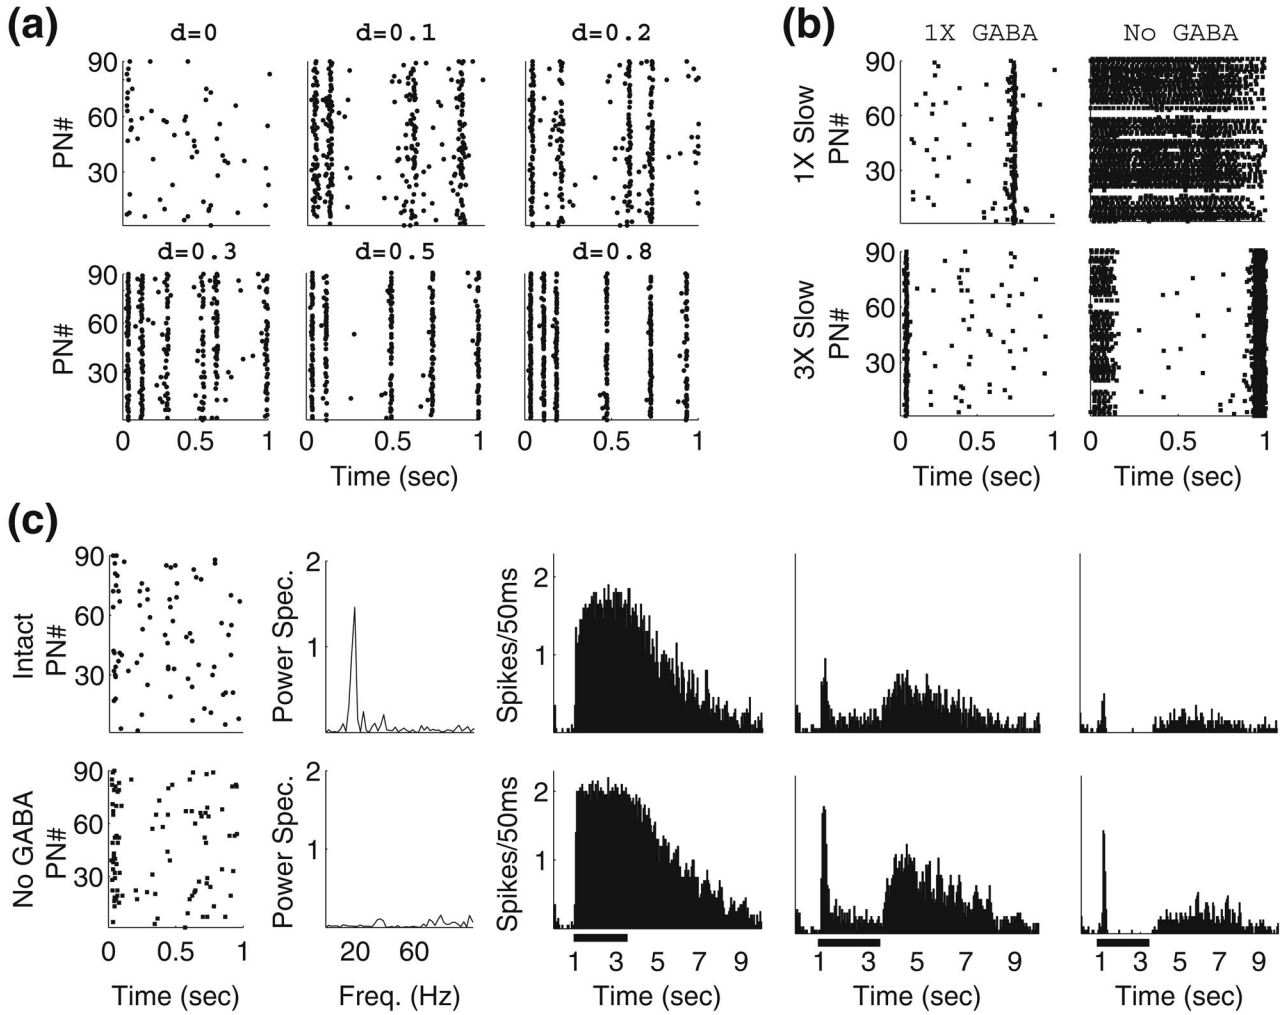 (a)
d=0 d=0.1 d=0.2
90
60
30
PN#
d=0.3 d=0.5 d=0.8
90
60
30
PN#
0 0.5 1 0 0.5 1 0 0.5 1
Time (sec)
(b)
1X GABA No GABA
1X Slow
PN#
90
60
30
3X Slow
PN#
90
60
30
0 0.5 1 0 0.5 1
Time (sec)
(c)
Intact
PN#
90
60
30
Power Spec.
2
1
Spikes/50ms
2
1
No GABA
PN#
90
60
30
0 0.5 1
Time (sec)
Power Spec.
2
1
20 60
Freq. (Hz)
Spikes/50ms
2
1
1 3 5 7 9
Time (sec)
1 3 5 7 9
Time (sec)
1 3 5 7 9
Time (sec)